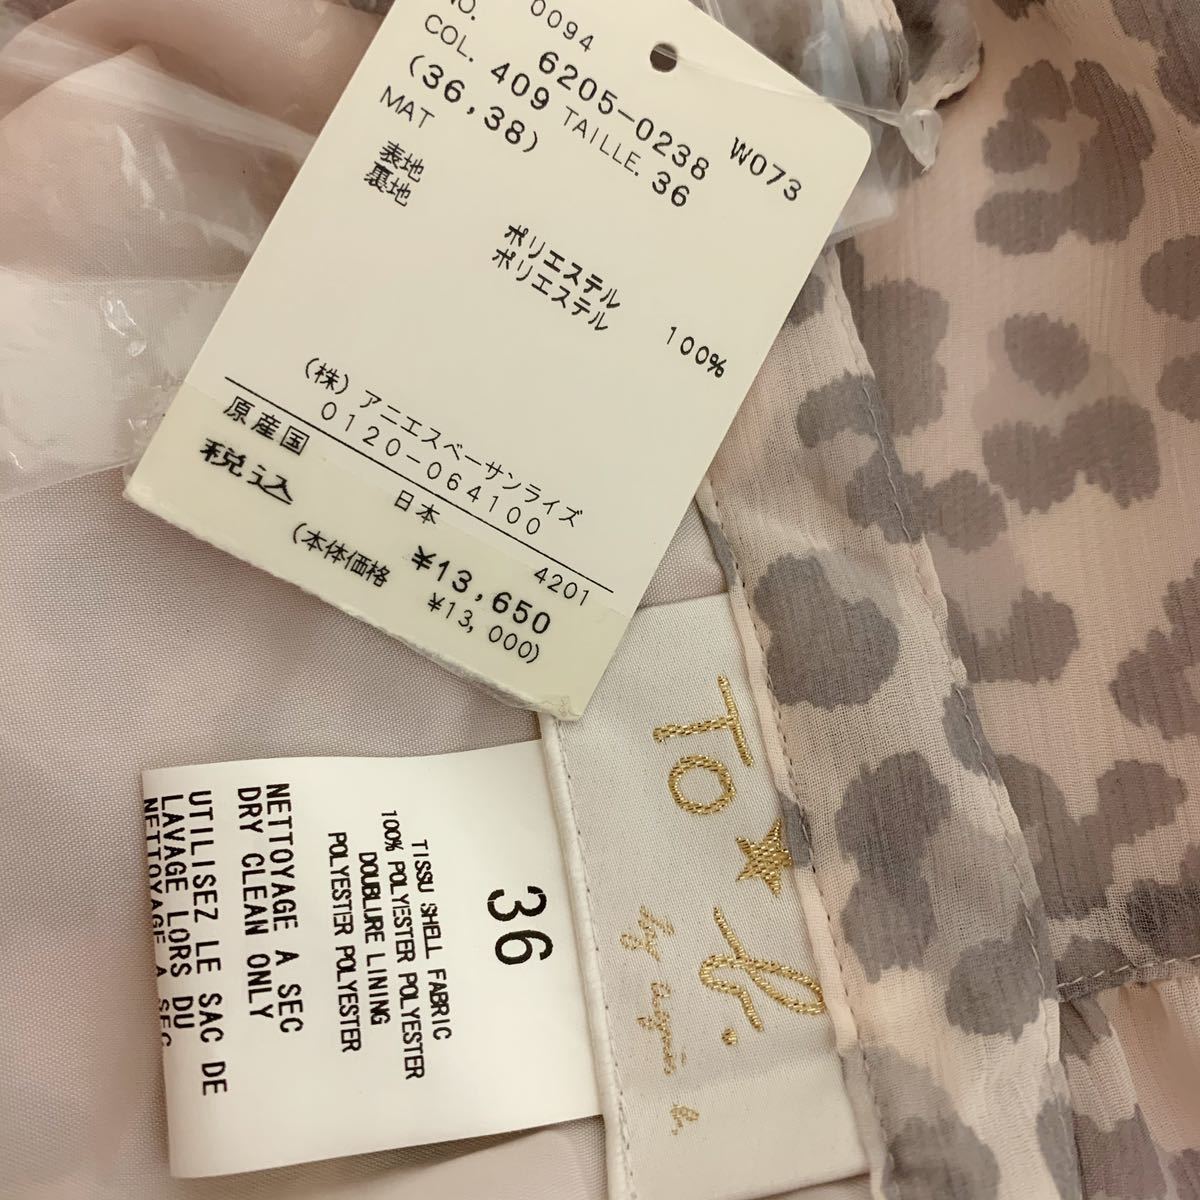 NO. 0094
6205-0238 W073
COL. 409 TAILLE. 36
(36,38)
MAT
表地 ポリエステル 100%
裏地 ポリエステル
(株) アニエスベーサンライズ
0120-064100
原産国 日本 4201
税込 ¥13,650
(本体価格 ¥13,000)
To★b.
by agnès b.
36
TISSU SHELL FABRIC
100% POLYESTER POLYESTER
DOUBLURE LINING
POLYESTER POLYESTER
NETTOYAGE A SEC
DRY CLEAN ONLY
UTILISEZ LE SAC DE
LAVAGE LORS DU
NETTOYAGE A SEC